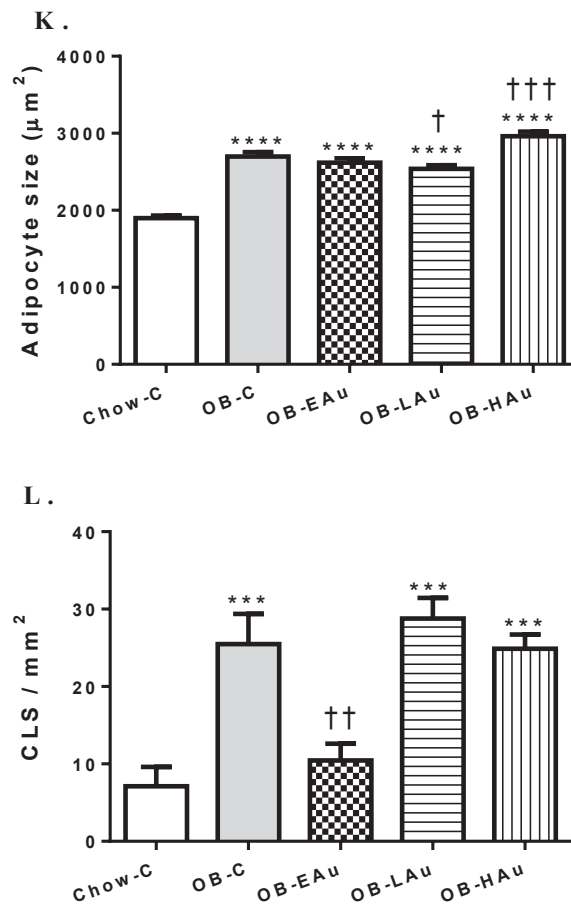 K .
Adipocyte size (μm²)
4000
3000
2000
1000
0
****
****
†
****
†††
****
Chow-C
OB-C
OB-EAu
OB-LAu
OB-HAu
L .
CLS / mm²
40
30
20
10
0
***
††
***
***
Chow-C
OB-C
OB-EAu
OB-LAu
OB-HAu